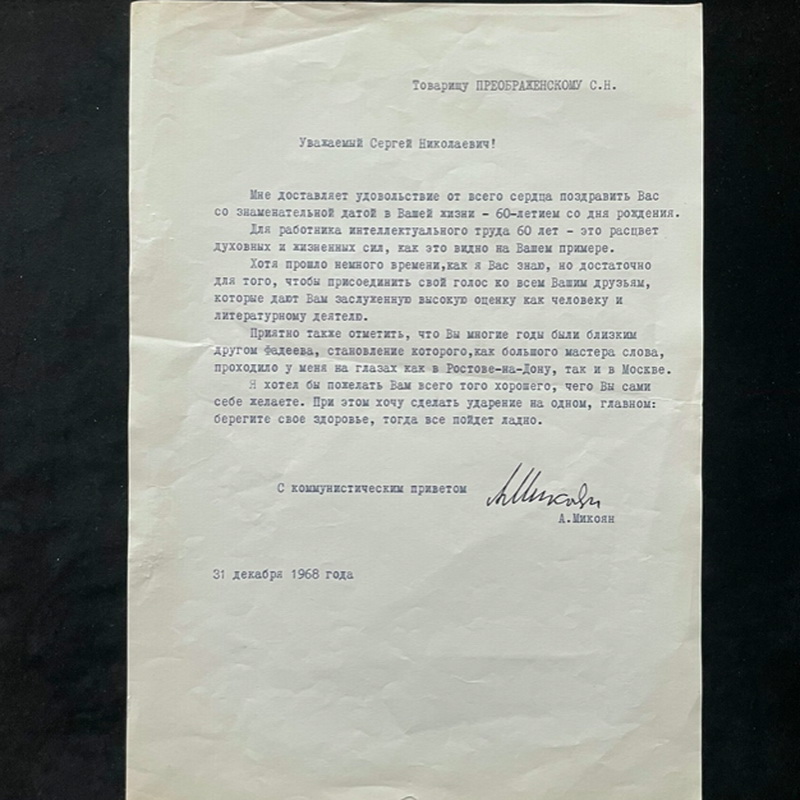 Товарищу ПРЕОБРАЖЕНСКОМУ С.Н.
Уважаемый Сергей Николаевич!
Мне доставляет удовольствие от всего сердца поздравить Вас
со знаменательной датой в Вашей жизни - 60-летием со дня рождения.
Для работника интеллектуального труда 60 лет - это расцвет
духовных и жизненных сил, как это видно на Вашем примере.
Хотя прошло немного времени,как я Вас знаю, но достаточно
для того, чтобы присоединить свой голос ко всем Вашим друзьям,
которые дают Вам заслуженную высокую оценку как человеку и
литературному деятелю.
Приятно также отметить, что Вы многие годы были близким
другом Фадеева, становление которого,как большого мастера слова,
проходило у меня на глазах как в Ростове-на-Дону, так и в Москве.
Я хотел бы пожелать Вам всего того хорошего, чего Вы сами
себе желаете. При этом хочу сделать ударение на одном, главном:
берегите свое здоровье, тогда все пойдет ладно.
С коммунистическим приветом АМикоян
А.Микоян
31 декабря 1968 года